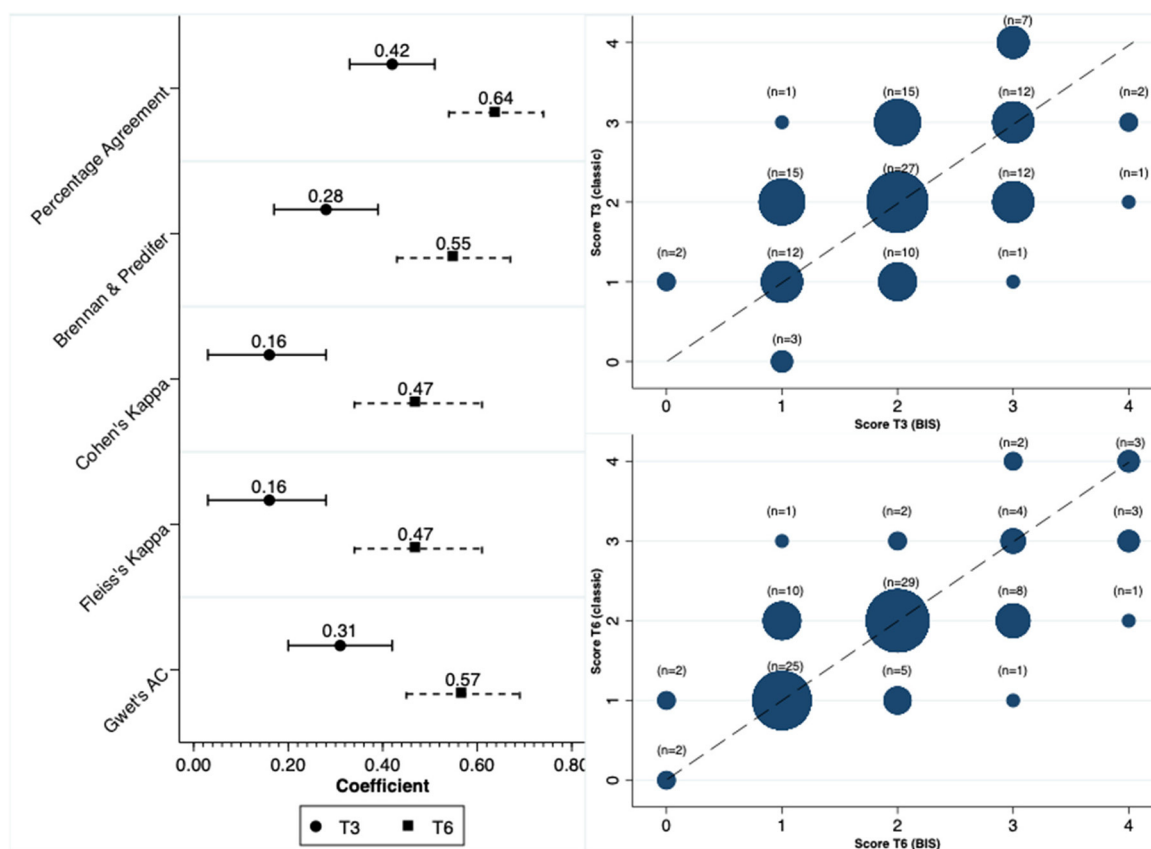 0.42
0.64
Percentage Agreement
0.28
0.55
Brennan & Predifer
0.16
0.47
Cohen's Kappa
0.16
0.47
Fleiss's Kappa
0.31
0.57
Gwet's AC
0.00 0.20 0.40 0.60 0.80
Coefficient
T3 T6
(n=7)
4
(n=1) (n=15) (n=12) (n=2)
3
(n=15) (n=27) (n=12) (n=1)
2
(n=2) (n=12) (n=10) (n=1)
1
(n=3)
0
Score T3 (classic)
0 1 2 3 4
Score T3 (BIS)
(n=2) (n=3)
4
(n=1) (n=2) (n=4) (n=3)
3
(n=10) (n=29) (n=8) (n=1)
2
(n=2) (n=25) (n=5) (n=1)
1
(n=2)
0
Score T6 (classic)
0 1 2 3 4
Score T6 (BIS)